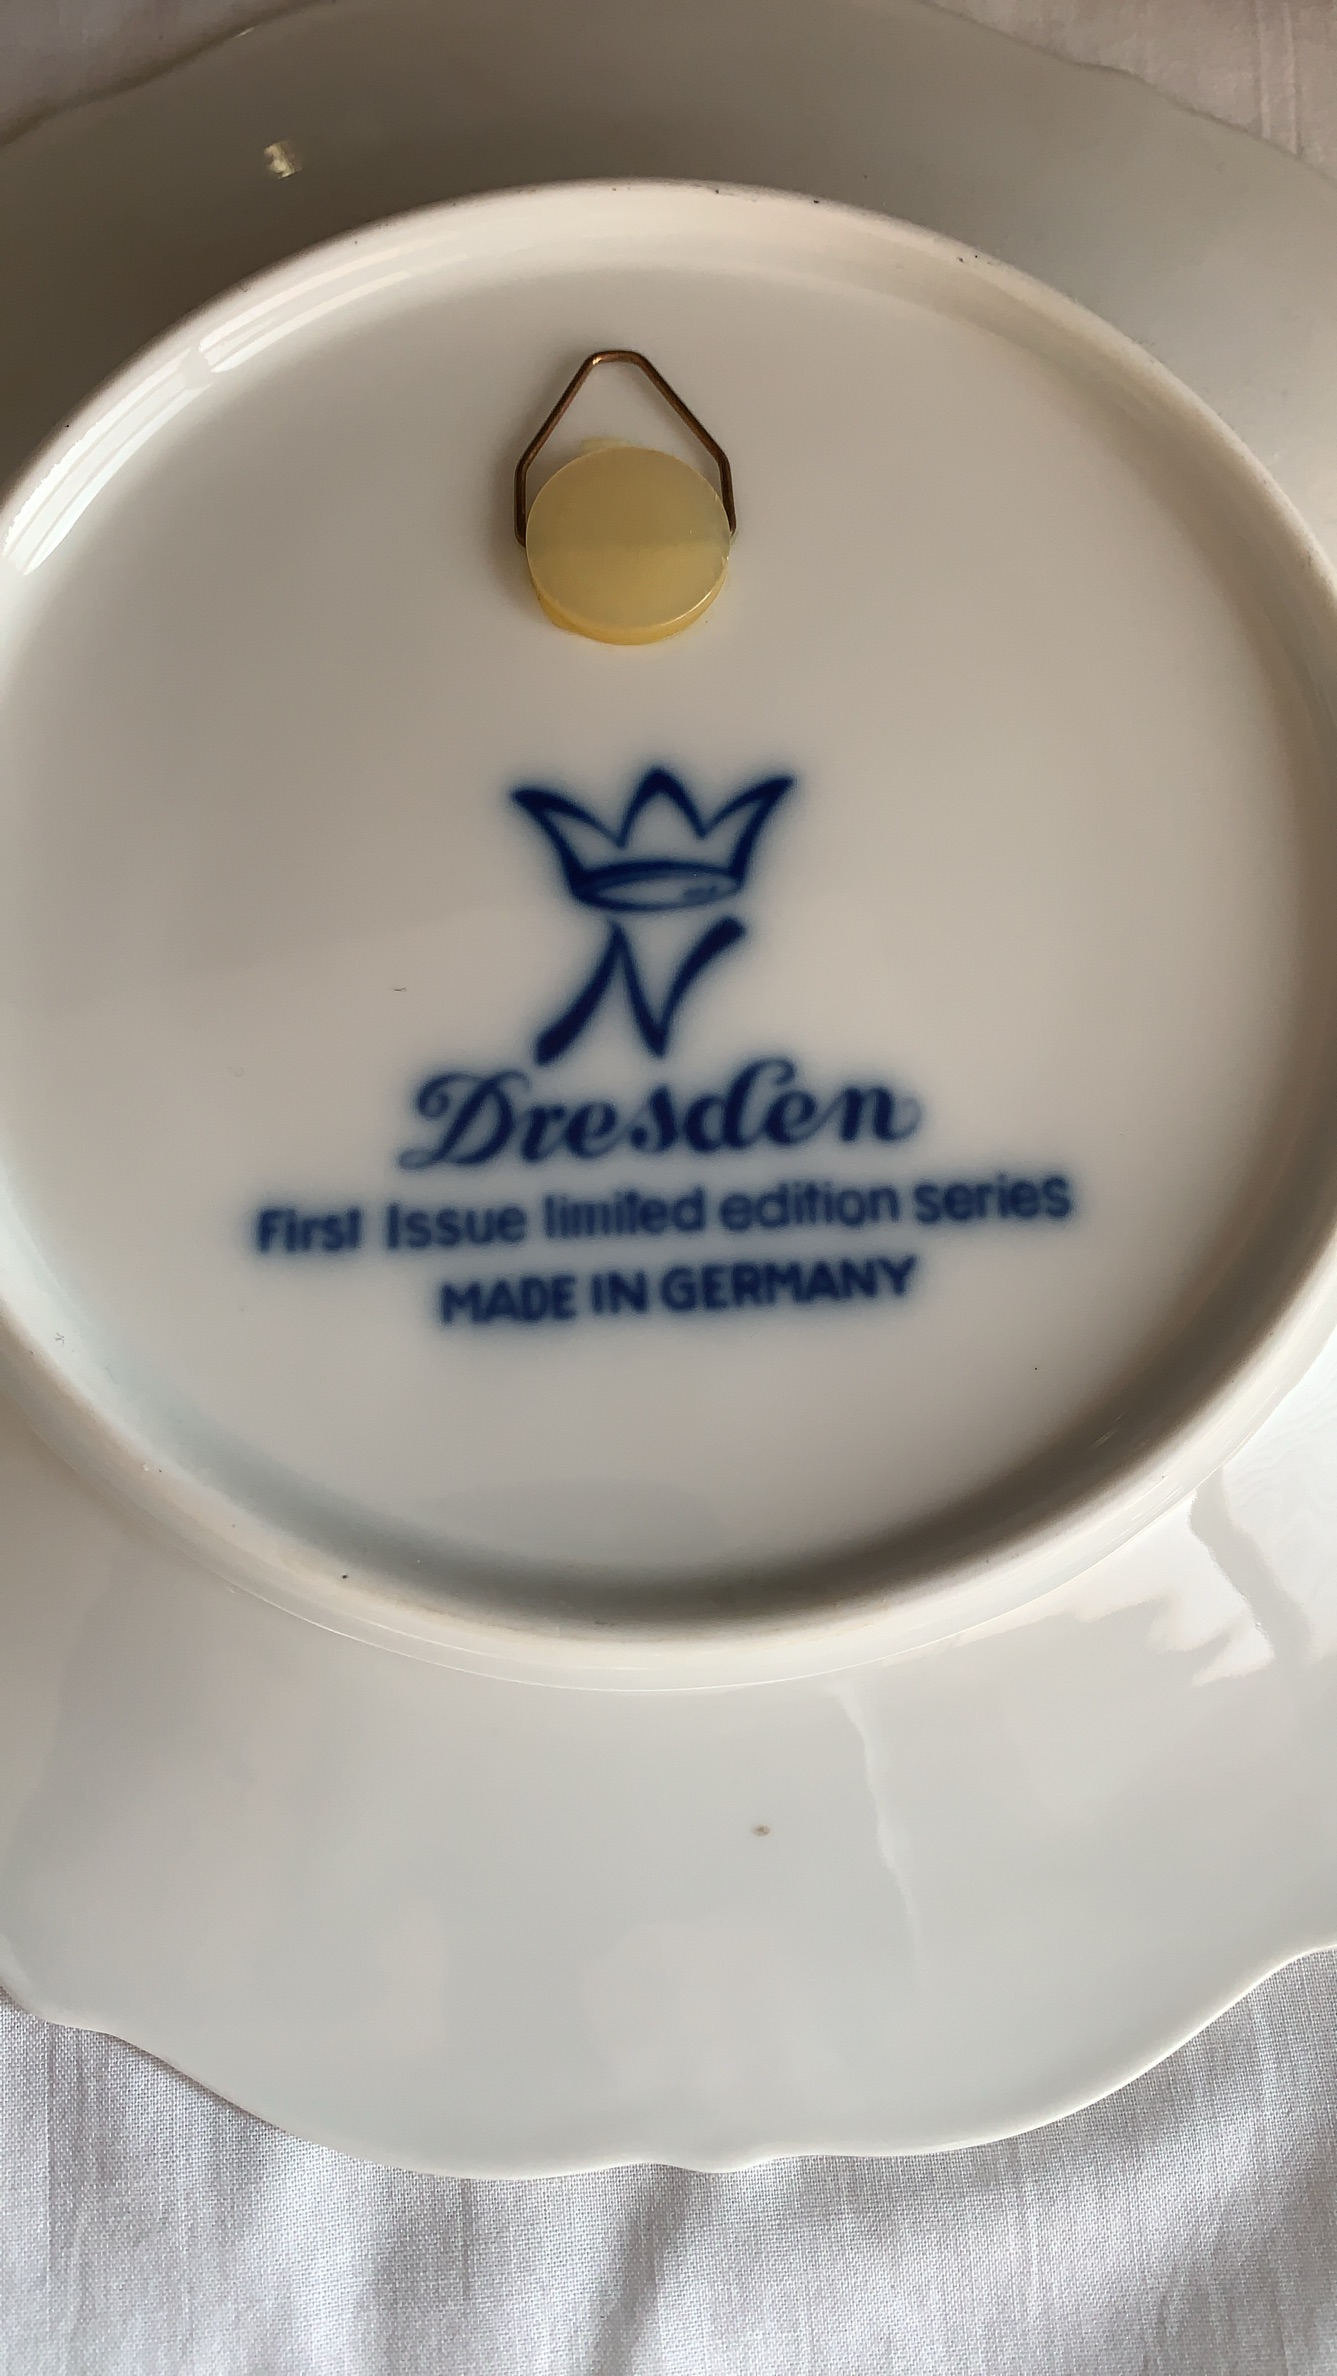 N
Dresden
First Issue limited edition series
MADE IN GERMANY